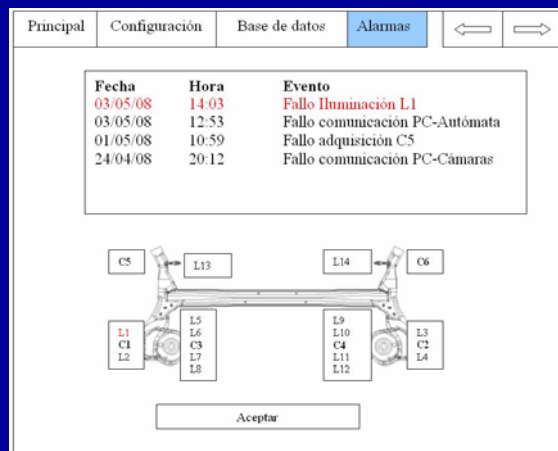 Principal Configuración Base de datos Alarmas
Fecha Hora Evento
03/05/08 14:03 Fallo Iluminación L1
03/05/08 12:53 Fallo comunicación PC-Autómata
01/05/08 10:59 Fallo adquisición C5
24/04/08 20:12 Fallo comunicación PC-Cámaras
C5 L13 L14 C6
L1
C1
L2
L5
L6
C3
L7
L8
L9
L10
C4
L11
L12
L3
C2
L4
Aceptar